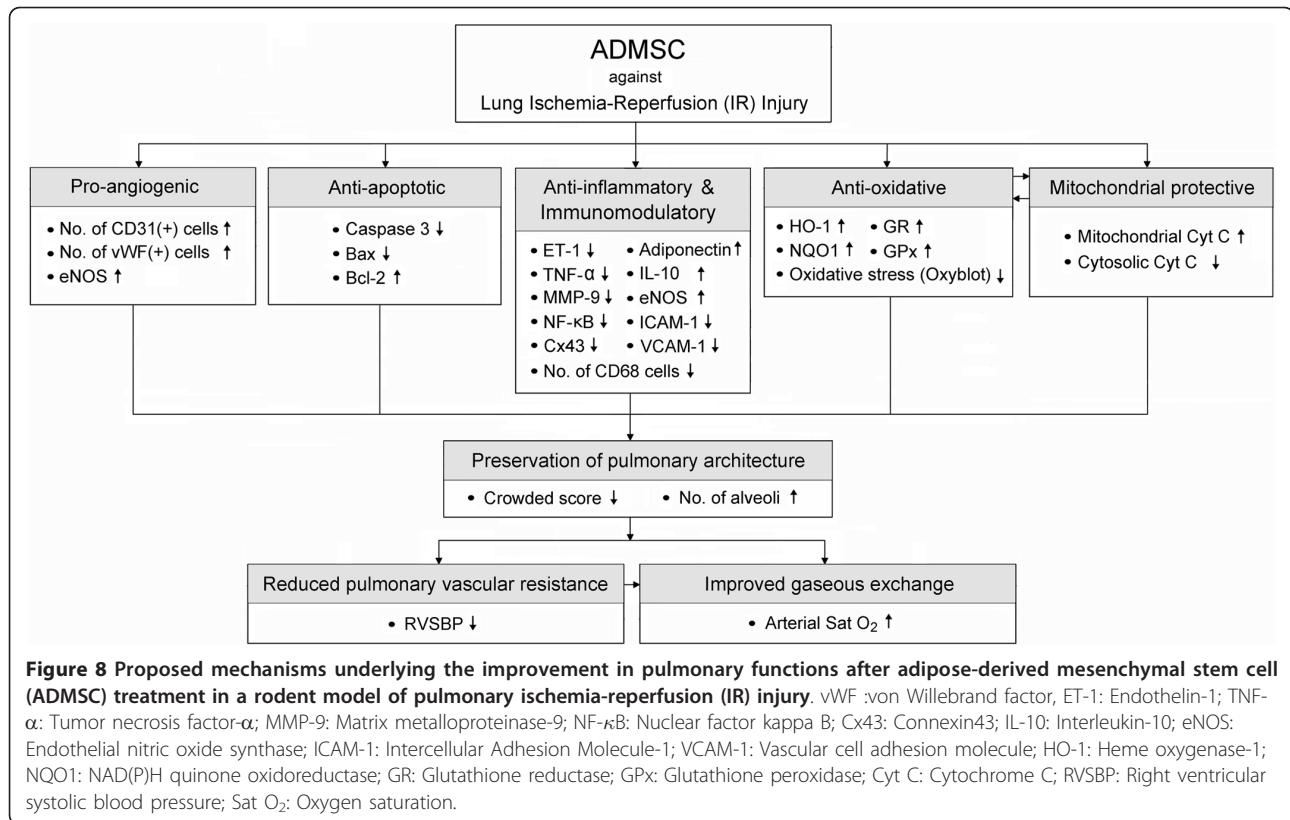 ADMSC
against
Lung Ischemia-Reperfusion (IR) Injury
Pro-angiogenic
• No. of CD31(+) cells ↑
• No. of vWF(+) cells ↑
• eNOS ↑
Anti-apoptotic
• Caspase 3 ↓
• Bax ↓
• Bcl-2 ↑
Anti-inflammatory &
Immunomodulatory
• ET-1 ↓ • Adiponectin ↑
• TNF-α ↓ • IL-10 ↑
• MMP-9 ↓ • eNOS ↑
• NF-κB ↓ • ICAM-1 ↓
• Cx43 ↓ • VCAM-1 ↓
• No. of CD68 cells ↓
Anti-oxidative
• HO-1 ↑ • GR ↑
• NQO1 ↑ • GPx ↑
• Oxidative stress (Oxyblot) ↓
Mitochondrial protective
• Mitochondrial Cyt C ↑
• Cytosolic Cyt C ↓
Preservation of pulmonary architecture
• Crowded score ↓ • No. of alveoli ↑
Reduced pulmonary vascular resistance
• RVSBP ↓
Improved gaseous exchange
• Arterial Sat O₂ ↑
Figure 8 Proposed mechanisms underlying the improvement in pulmonary functions after adipose-derived mesenchymal stem cell
(ADMSC) treatment in a rodent model of pulmonary ischemia-reperfusion (IR) injury. vWF :von Willebrand factor, ET-1: Endothelin-1; TNF-
α: Tumor necrosis factor-α; MMP-9: Matrix metalloproteinase-9; NF-κB: Nuclear factor kappa B; Cx43: Connexin43; IL-10: Interleukin-10; eNOS:
Endothelial nitric oxide synthase; ICAM-1: Intercellular Adhesion Molecule-1; VCAM-1: Vascular cell adhesion molecule; HO-1: Heme oxygenase-1;
NQO1: NAD(P)H quinone oxidoreductase; GR: Glutathione reductase; GPx: Glutathione peroxidase; Cyt C: Cytochrome C; RVSBP: Right ventricular
systolic blood pressure; Sat O₂: Oxygen saturation.